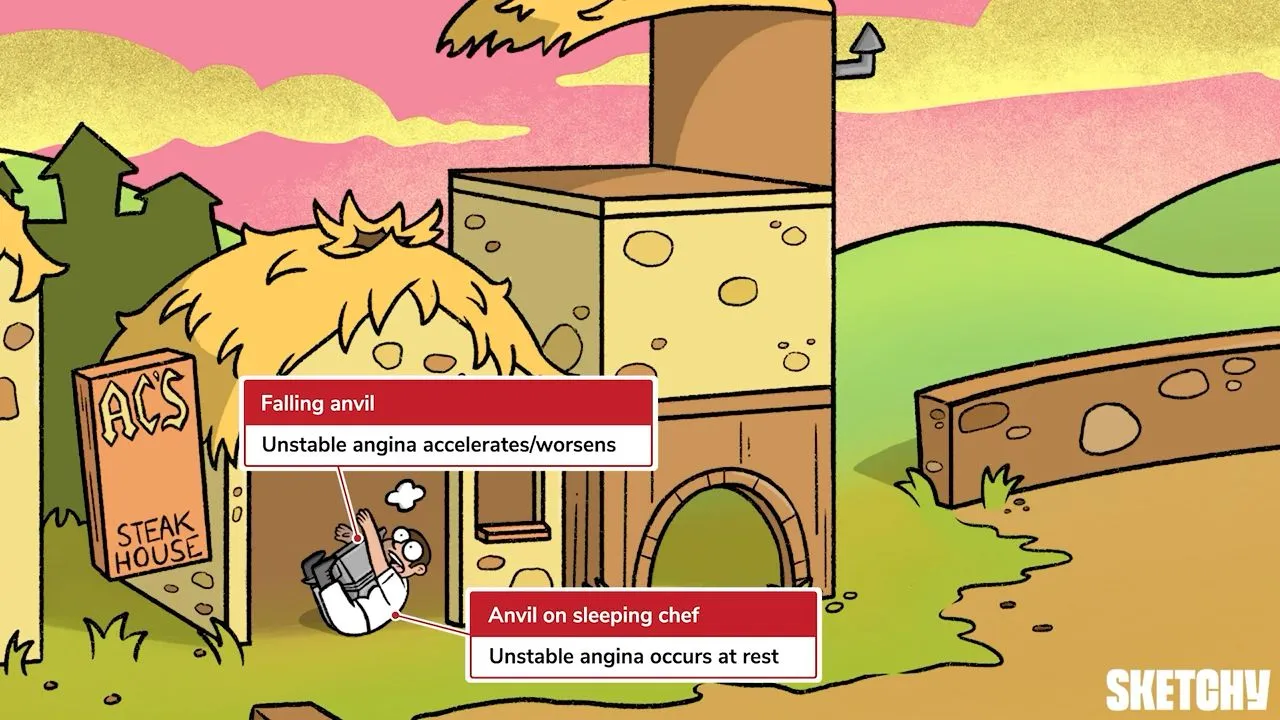 AC'S
STEAK
HOUSE
Falling anvil
Unstable angina accelerates/worsens
Anvil on sleeping chef
Unstable angina occurs at rest
SKETCHY